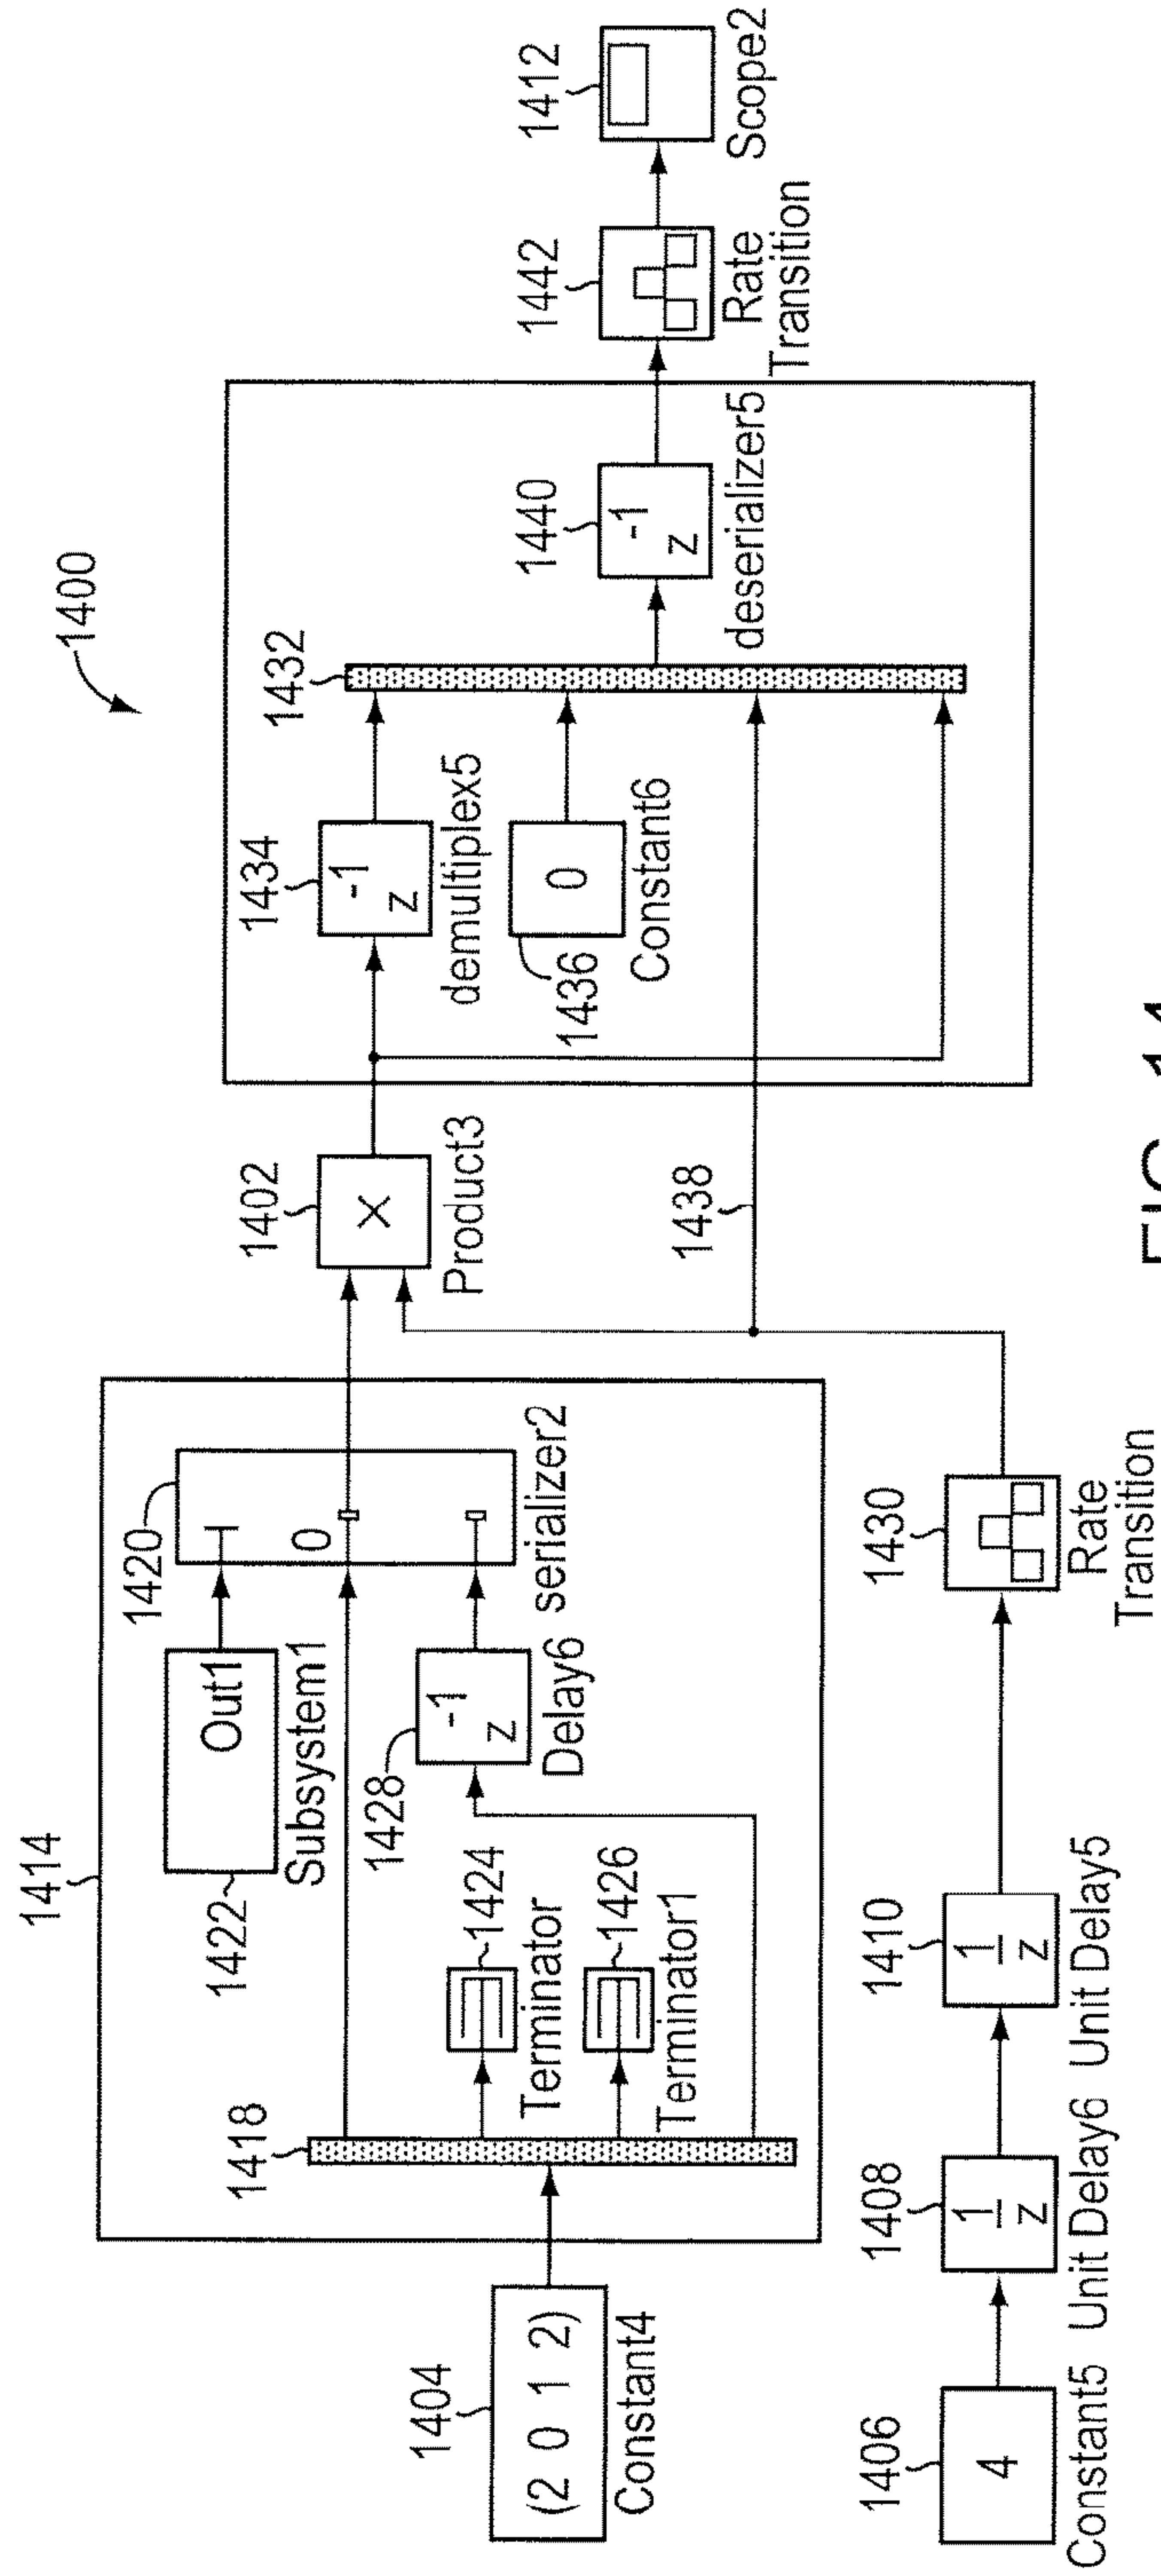 1400
1414
1420
1422
Out1
Subsystem1
0
serializer2
1428
-1
z
Delay6
1424
Terminator
1426
Terminator1
1418
1404
(2 0 1 2)
Constant4
1402
X
Product3
1434
-1
z
demultiplex5
1436
0
Constant6
1432
1440
-1
z
deserializer5
1442
Rate
Transition
1412
Scope2
1438
1406
4
Constant5
1408
1
z
Unit Delay6
1410
1
z
Unit Delay5
1430
Rate
Transition